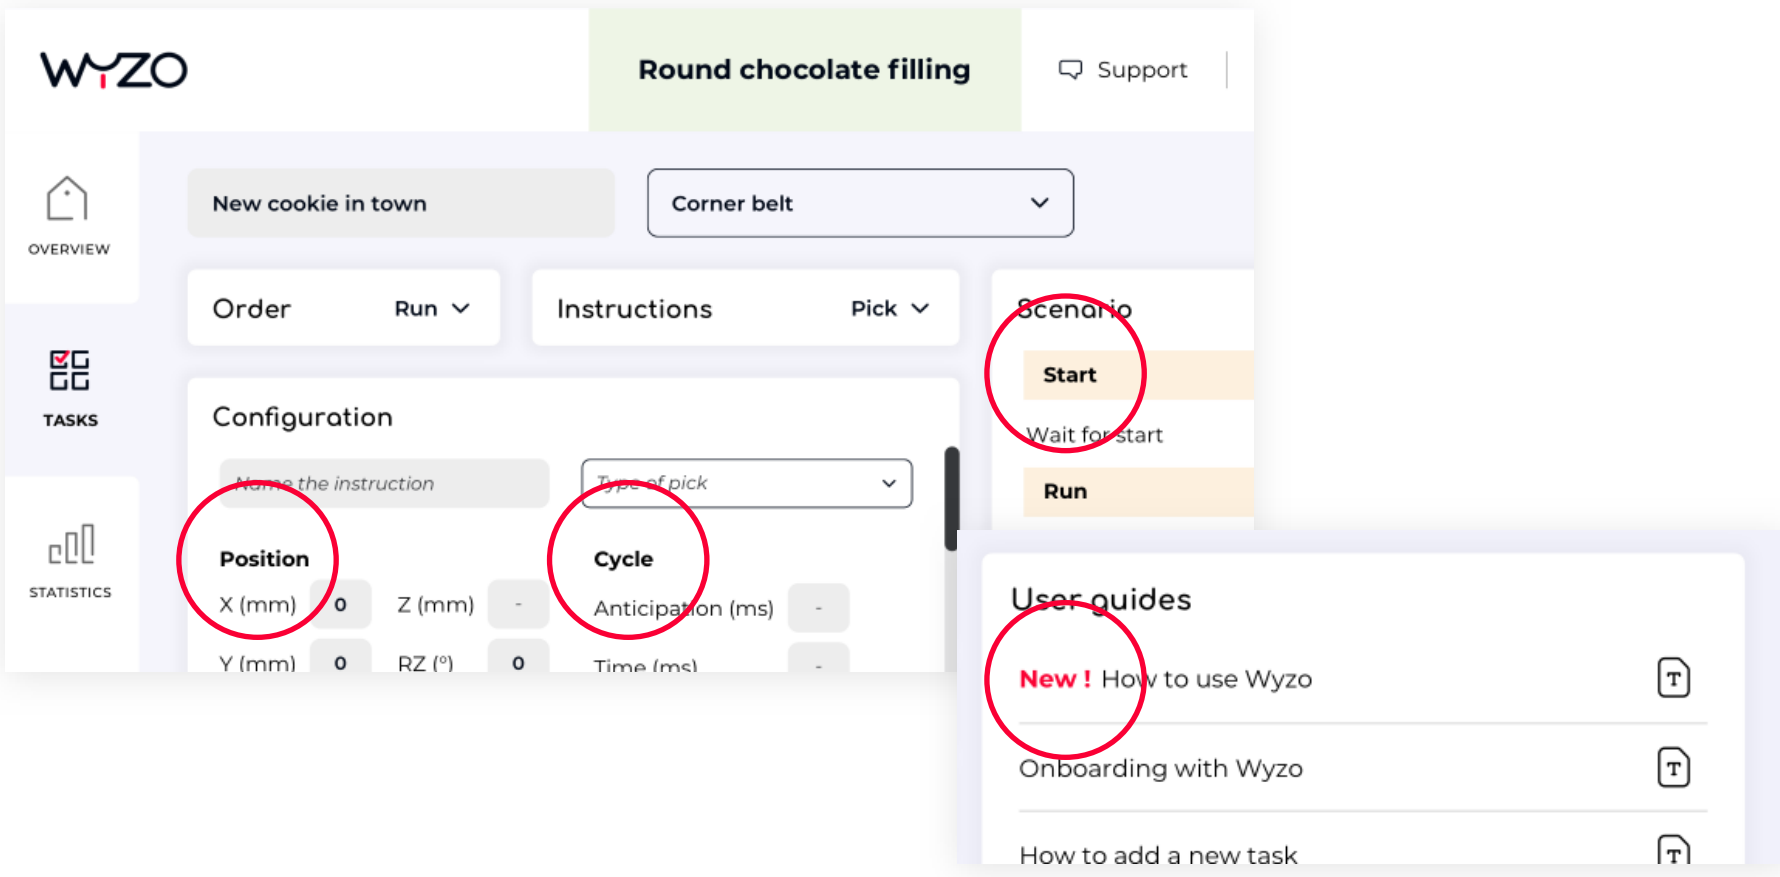 WYZO
Round chocolate filling
Support
OVERVIEW
TASKS
STATISTICS
New cookie in town
Corner belt
Order Run
Instructions Pick
Configuration
Name the instruction
Type of pick
Position
X (mm) 0 Z (mm) -
Y (mm) 0 RZ (°) 0
Cycle
Anticipation (ms) -
Time (ms) -
Scenario
Start
Wait for start
Run
User guides
New ! How to use Wyzo T
Onboarding with Wyzo T
How to add a new task T